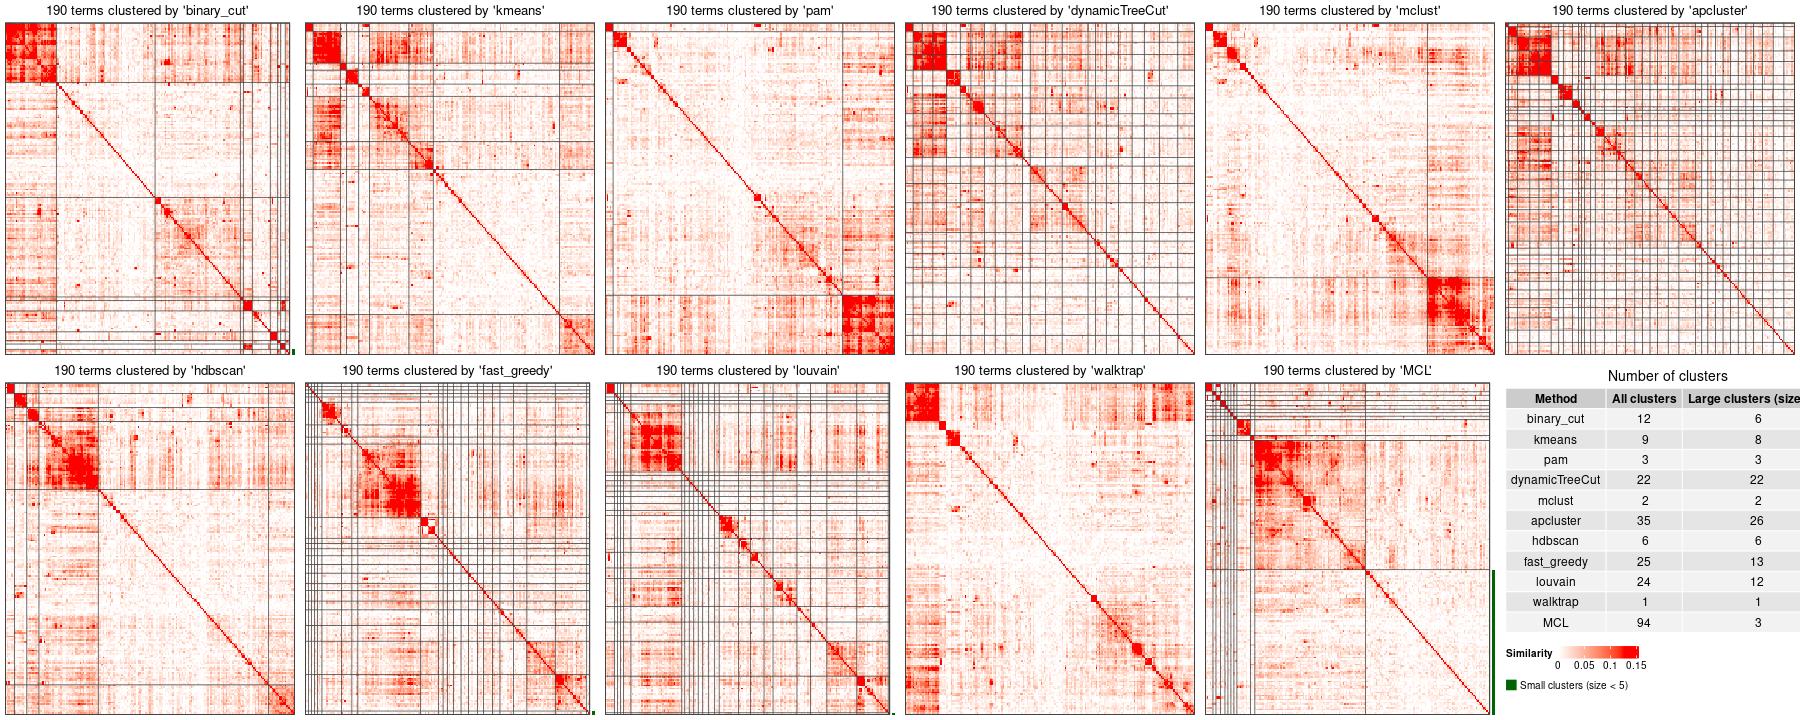 190 terms clustered by 'binary_cut'
190 terms clustered by 'kmeans'
190 terms clustered by 'pam'
190 terms clustered by 'dynamicTreeCut'
190 terms clustered by 'mclust'
190 terms clustered by 'apcluster'
190 terms clustered by 'hdbscan'
190 terms clustered by 'fast_greedy'
190 terms clustered by 'louvain'
190 terms clustered by 'walktrap'
190 terms clustered by 'MCL'
Number of clusters
Method All clusters Large clusters (size
binary_cut 12 6
kmeans 9 8
pam 3 3
dynamicTreeCut 22 22
mclust 2 2
apcluster 35 26
hdbscan 6 6
fast_greedy 25 13
louvain 24 12
walktrap 1 1
MCL 94 3
Similarity
0 0.05 0.1 0.15
Small clusters (size < 5)